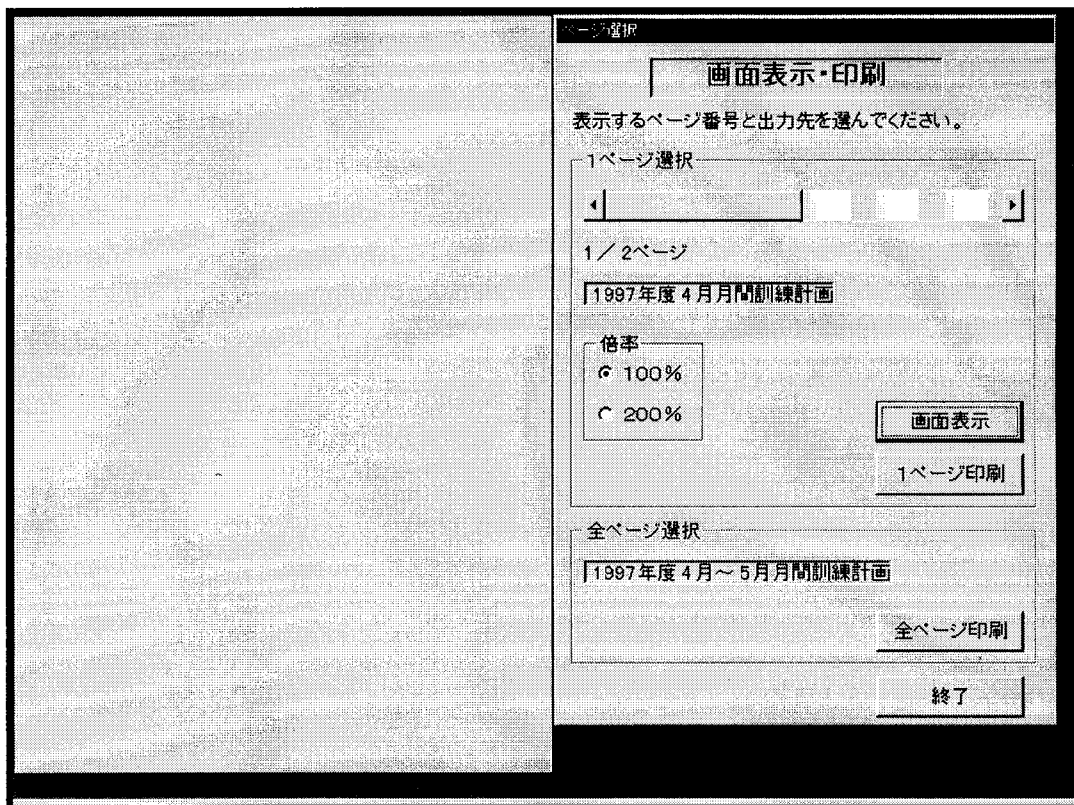 ページ選択
画面表示・印刷
表示するページ番号と出力先を選んでください。
1ページ選択
1／2ページ
1997年度4月月間訓練計画
倍率
100%
200%
画面表示
1ページ印刷
全ページ選択
1997年度4月～5月月間訓練計画
全ページ印刷
終了